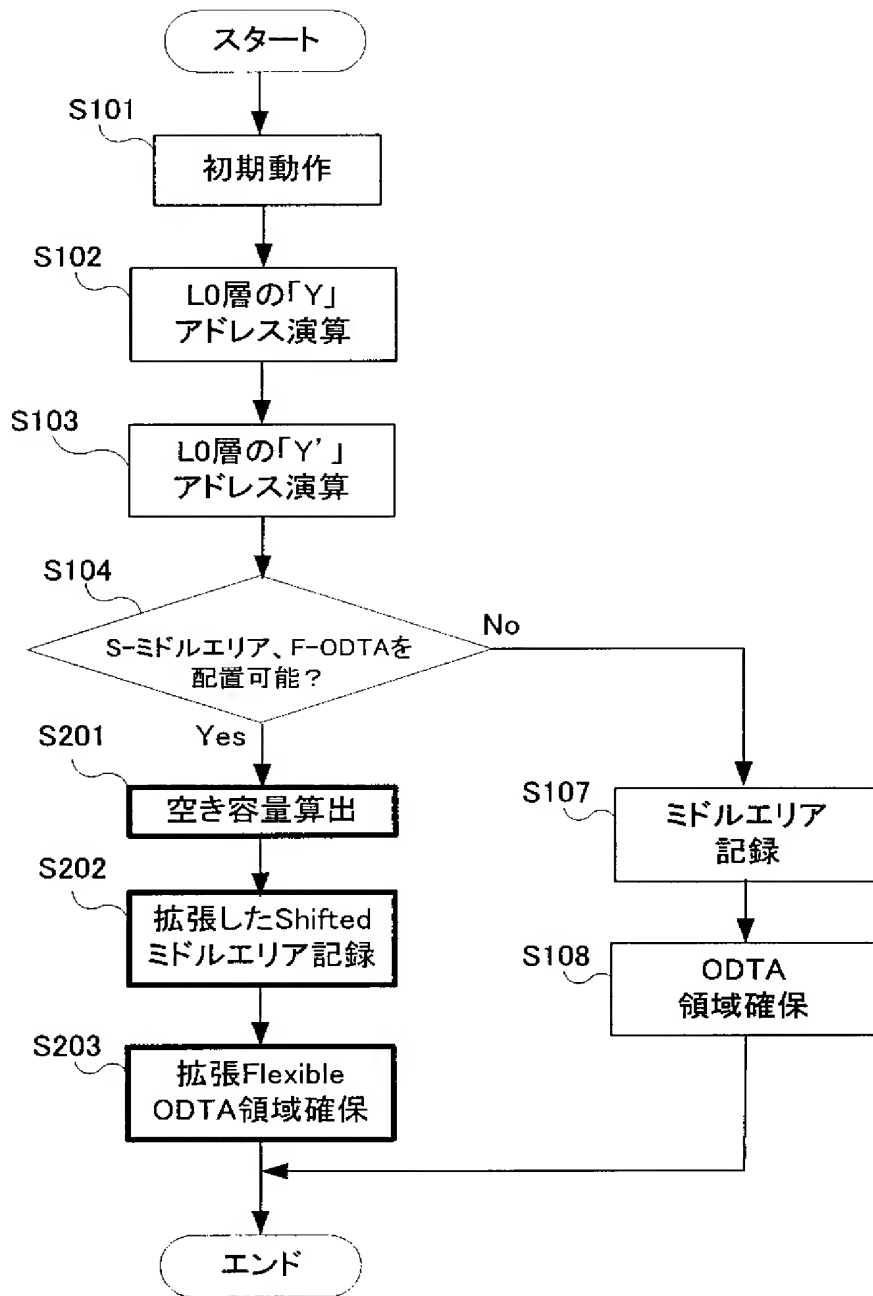 スタート
S101
初期動作
S102
L0層の「Y」
アドレス演算
S103
L0層の「Y'」
アドレス演算
S104
S-ミドルエリア、F-ODTAを
配置可能？
No
Yes
S201
空き容量算出
S202
拡張したShifted
ミドルエリア記録
S203
拡張Flexible
ODTA領域確保
S107
ミドルエリア
記録
S108
ODTA
領域確保
エンド